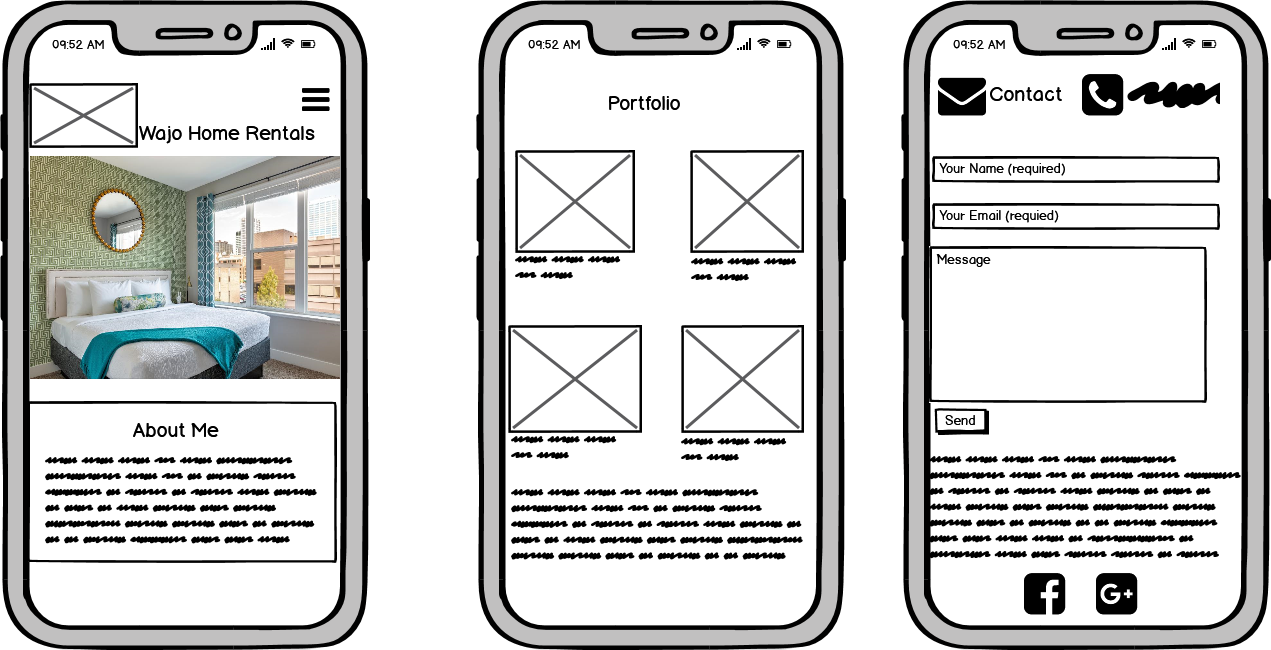 09:52 AM
Wajo Home Rentals
About Me
09:52 AM
Portfolio
09:52 AM
Contact
Your Name (required)
Your Email (requied)
Message
Send
f
G+